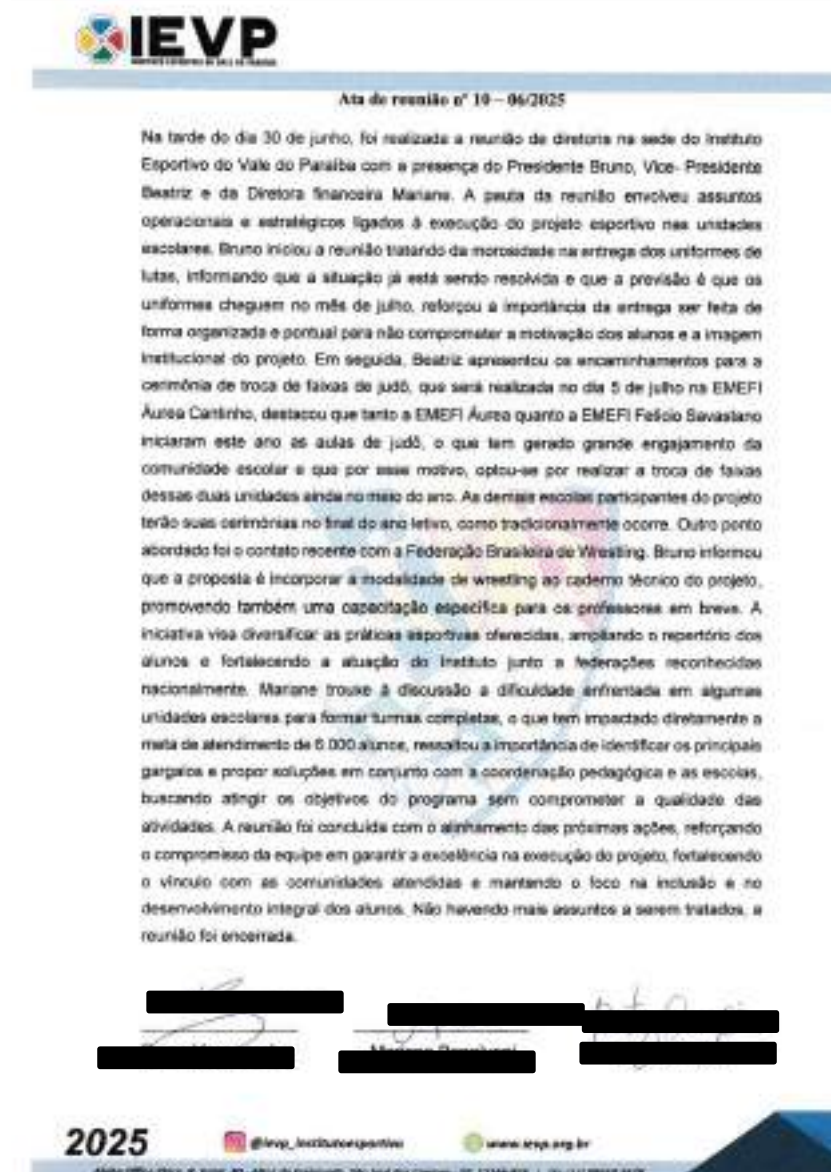 IEVP
Ata de reunião nº 10 – 06/2025
Na tarde do dia 30 de junho, foi realizada a reunião de diretoria na sede do Instituto
Esportivo do Vale do Paraíba com a presença do Presidente Bruno, Vice- Presidente
Beatriz e da Diretora financeira Mariane. A pauta da reunião envolveu assuntos
operacionais e estratégicos ligados à execução do projeto esportivo nas unidades
escolares. Bruno iniciou a reunião tratando da morosidade na entrega dos uniformes de
lutas, informando que a situação já está sendo resolvida e que a previsão é que os
uniformes cheguem no mês de julho, reforçou a importância da entrega ser feita de
forma organizada e pontual para não comprometer a motivação dos alunos e a imagem
institucional do projeto. Em seguida, Beatriz apresentou os encaminhamentos para a
cerimônia de troca de faixas de judô, que será realizada no dia 5 de julho na EMEFI
Áurea Cantinho, destacou que tanto a EMEFI Áurea quanto a EMEFI Felício Savastano
iniciaram este ano as aulas de judô, o que tem gerado grande engajamento da
comunidade escolar e que por esse motivo, optou-se por realizar a troca de faixas
dessas duas unidades ainda no meio do ano. As demais escolas participantes do projeto
terão suas cerimônias no final do ano letivo, como tradicionalmente ocorre. Outro ponto
abordado foi o contato recente com a Federação Brasileira de Wrestling. Bruno informou
que a proposta é incorporar a modalidade de wrestling ao caderno técnico do projeto,
promovendo também uma capacitação específica para os professores em breve. A
iniciativa visa diversificar as práticas esportivas oferecidas, ampliando o repertório dos
alunos e fortalecendo a atuação do Instituto junto a federações reconhecidas
nacionalmente. Mariane trouxe à discussão a dificuldade enfrentada em algumas
unidades escolares para formar turmas completas, o que tem impactado diretamente a
meta de atendimento de 6.000 alunos, ressaltou a importância de identificar os principais
gargalos e propor soluções em conjunto com a coordenação pedagógica e as escolas,
buscando atingir os objetivos do programa sem comprometer a qualidade das
atividades. A reunião foi concluída com o alinhamento das próximas ações, reforçando
o compromisso da equipe em garantir a excelência na execução do projeto, fortalecendo
o vínculo com as comunidades atendidas e mantendo o foco na inclusão e no
desenvolvimento integral dos alunos. Não havendo mais assuntos a serem tratados, a
reunião foi encerrada.
2025
@ievp_institutoesportivo
www.ievp.org.br